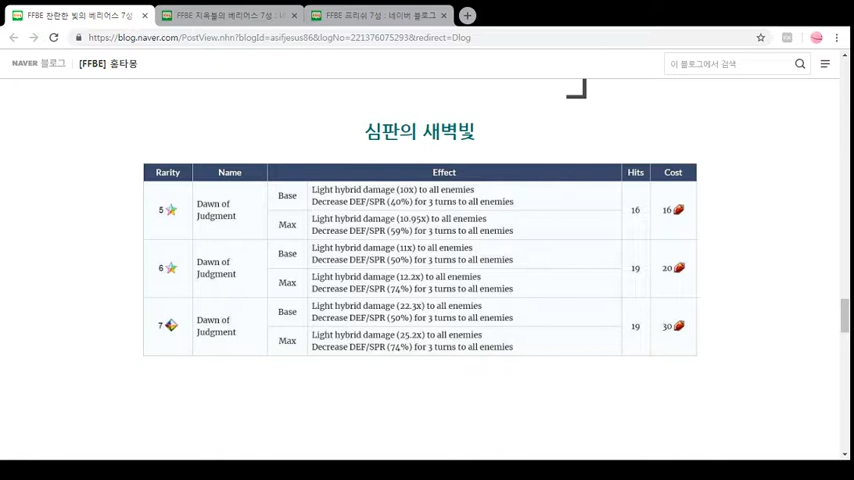 FFBE 찬란한 빛의 베리어스 7성
FFBE 지옥불의 베리어스 7성 : 네
FFBE 프리쉬 7성 : 네이버 블로그
https://blog.naver.com/PostView.nhn?blogId=asifjesus86&logNo=221376075293&redirect=Dlog
NAVER 블로그 [FFBE] 홍타몽
이 블로그에서 검색
심판의 새벽빛
Rarity Name Effect Hits Cost
5 Dawn of Judgment Base Light hybrid damage (10x) to all enemies
Decrease DEF/SPR (40%) for 3 turns to all enemies
Max Light hybrid damage (10.95x) to all enemies
Decrease DEF/SPR (59%) for 3 turns to all enemies
16 16
6 Dawn of Judgment Base Light hybrid damage (11x) to all enemies
Decrease DEF/SPR (50%) for 3 turns to all enemies
Max Light hybrid damage (12.2x) to all enemies
Decrease DEF/SPR (74%) for 3 turns to all enemies
19 20
7 Dawn of Judgment Base Light hybrid damage (22.3x) to all enemies
Decrease DEF/SPR (50%) for 3 turns to all enemies
Max Light hybrid damage (25.2x) to all enemies
Decrease DEF/SPR (74%) for 3 turns to all enemies
19 30